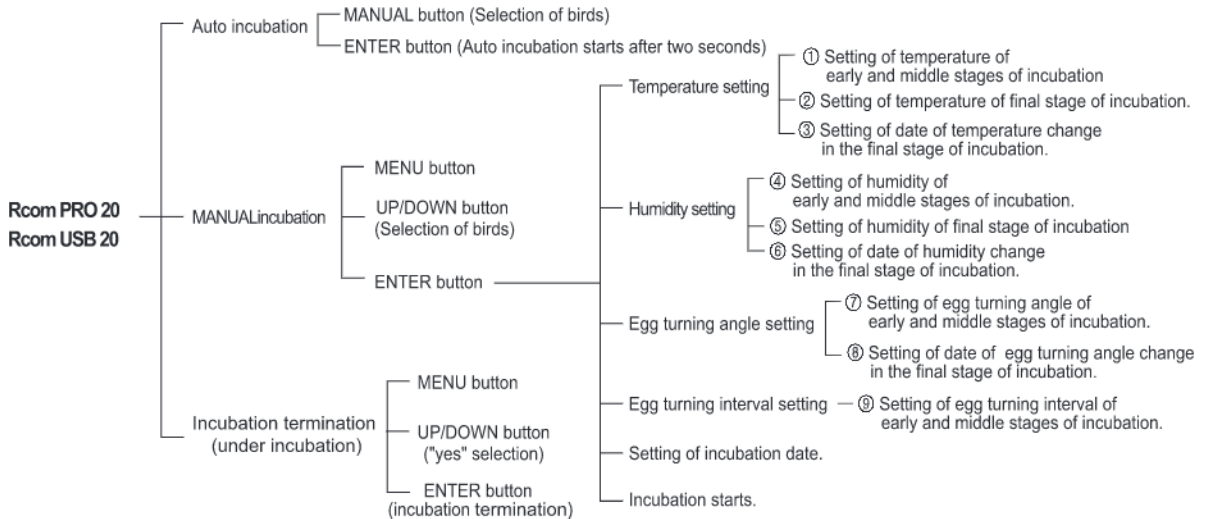 Rcom PRO 20
Rcom USB 20
Auto incubation
MANUAL button (Selection of birds)
ENTER button (Auto incubation starts after two seconds)
MANUALincubation
MENU button
UP/DOWN button
(Selection of birds)
ENTER button
Temperature setting
① Setting of temperature of
early and middle stages of incubation
② Setting of temperature of final stage of incubation.
③ Setting of date of temperature change
in the final stage of incubation.
Humidity setting
④ Setting of humidity of
early and middle stages of incubation.
⑤ Setting of humidity of final stage of incubation
⑥ Setting of date of humidity change
in the final stage of incubation.
Egg turning angle setting
⑦ Setting of egg turning angle of
early and middle stages of incubation.
⑧ Setting of date of egg turning angle change
in the final stage of incubation.
Egg turning interval setting
⑨ Setting of egg turning interval of
early and middle stages of incubation.
Setting of incubation date.
Incubation starts.
Incubation termination
(under incubation)
MENU button
UP/DOWN button
("yes" selection)
ENTER button
(incubation termination)